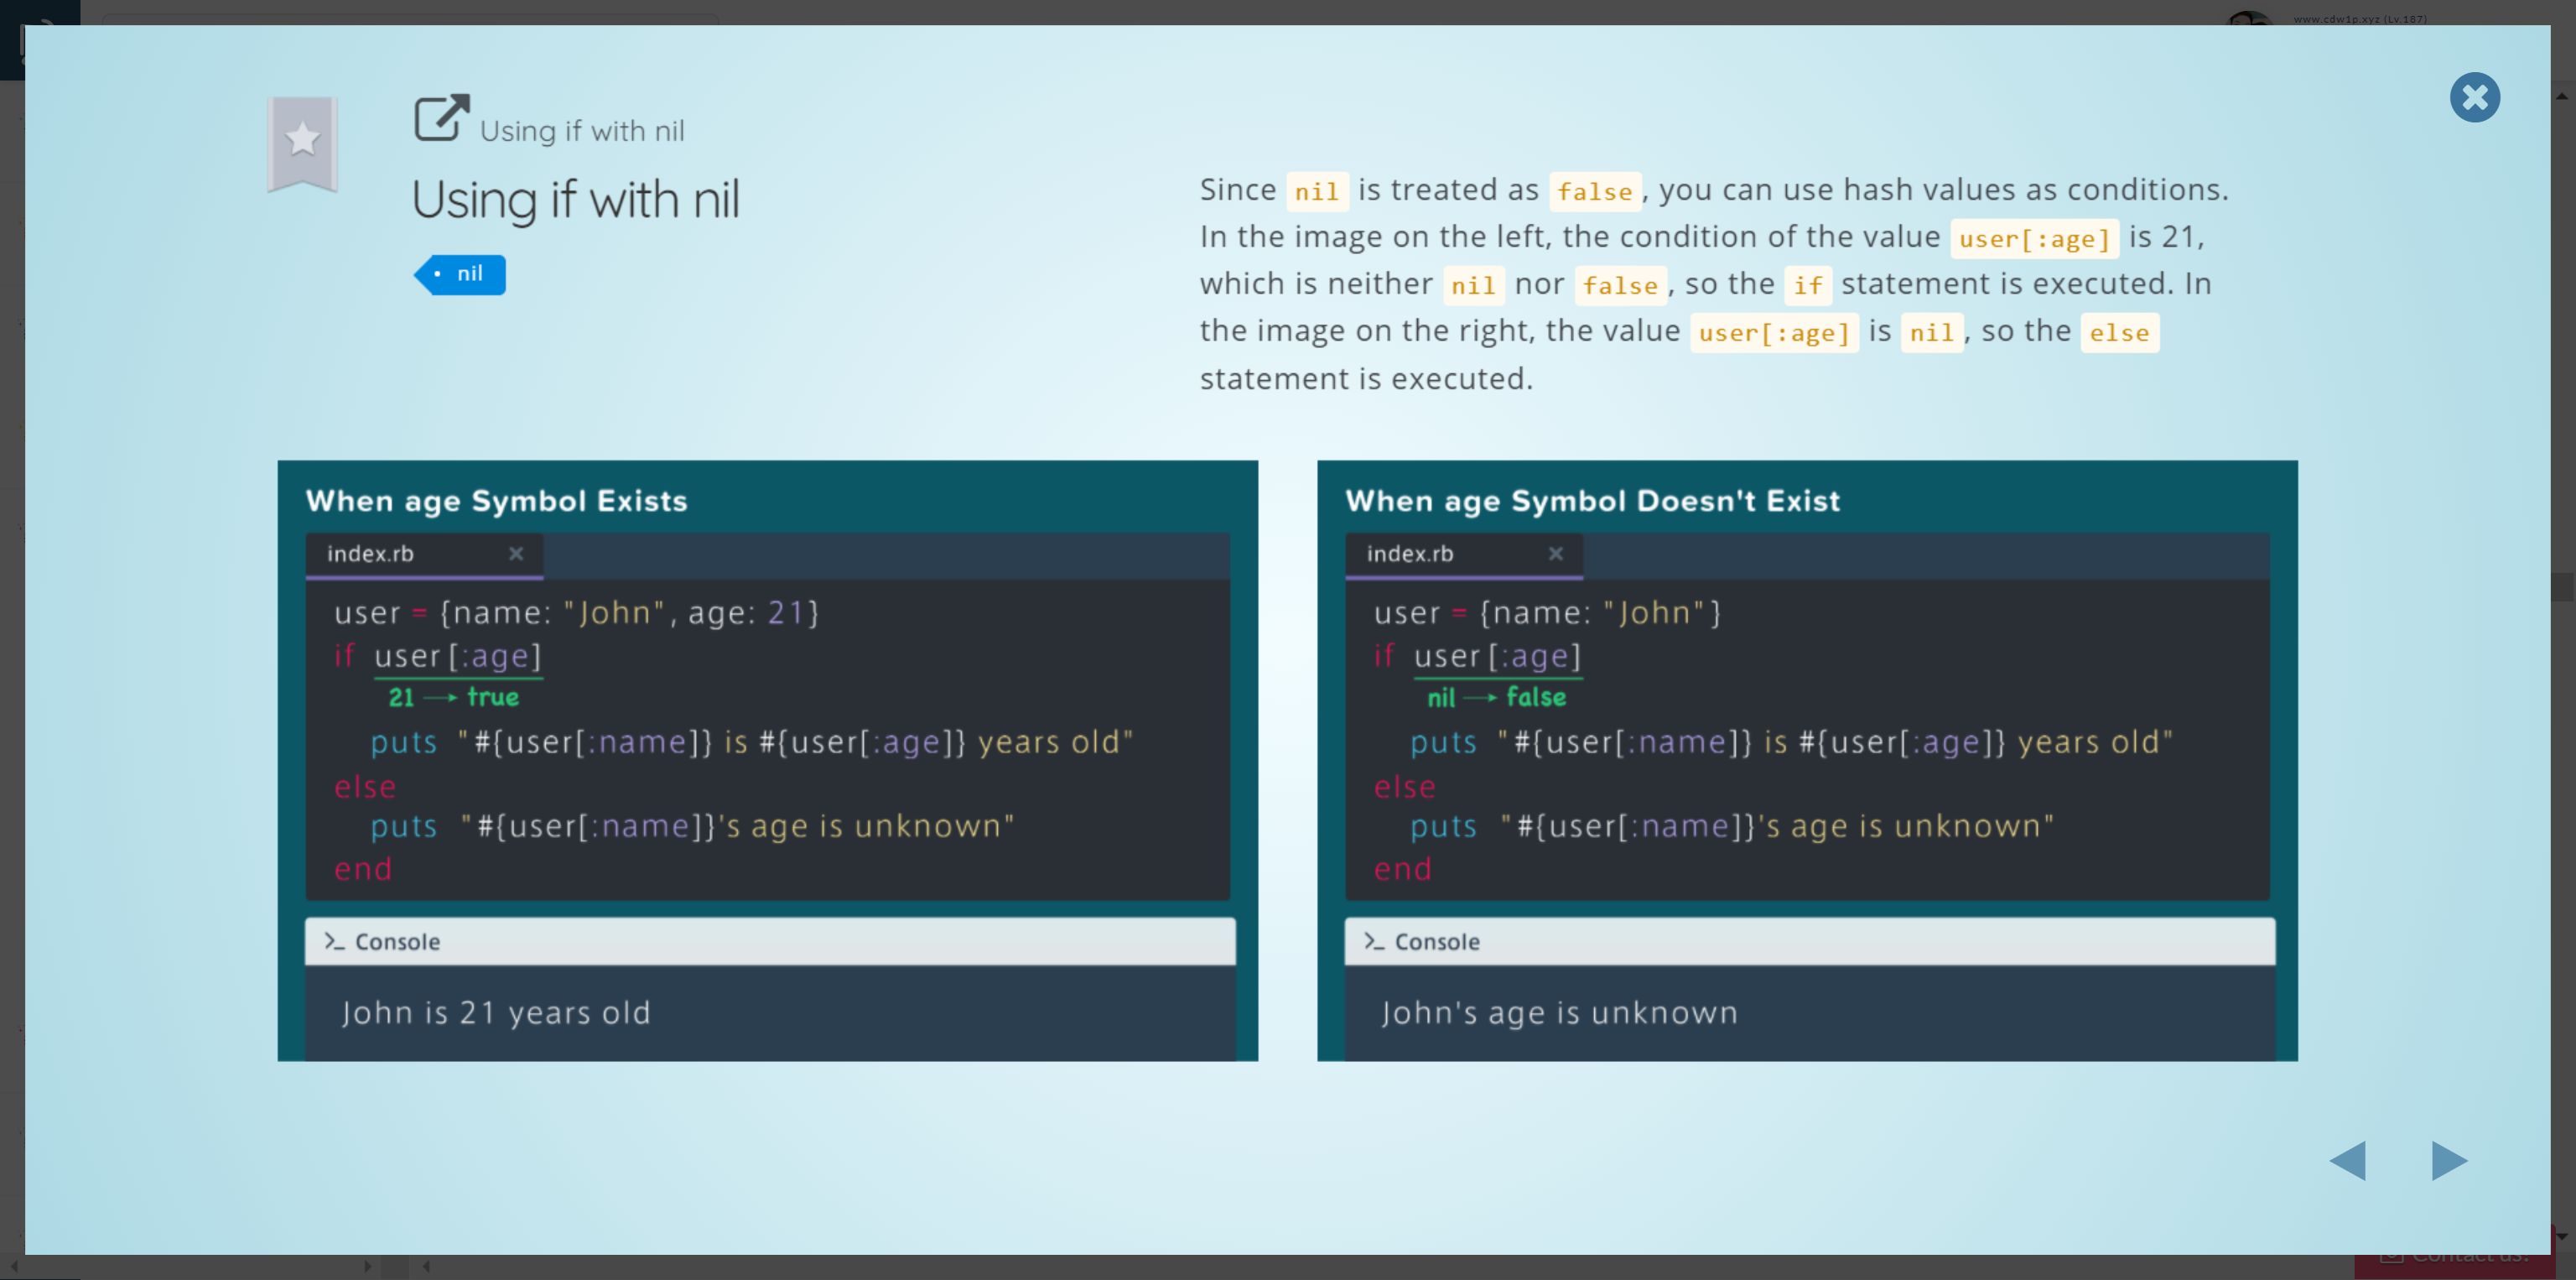 www.cdw1p.xyz (Lv.187)
Using if with nil
Using if with nil
nil
Since nil is treated as false, you can use hash values as conditions.
In the image on the left, the condition of the value user[:age] is 21,
which is neither nil nor false, so the if statement is executed. In
the image on the right, the value user[:age] is nil, so the else
statement is executed.
When age Symbol Exists
index.rb
user = {name: "John", age: 21}
if user[:age]
21 → true
puts "#{user[:name]} is #{user[:age]} years old"
else
puts "#{user[:name]}'s age is unknown"
end
>_ Console
John is 21 years old
When age Symbol Doesn't Exist
index.rb
user = {name: "John"}
if user[:age]
nil → false
puts "#{user[:name]} is #{user[:age]} years old"
else
puts "#{user[:name]}'s age is unknown"
end
>_ Console
John's age is unknown
Contact us!